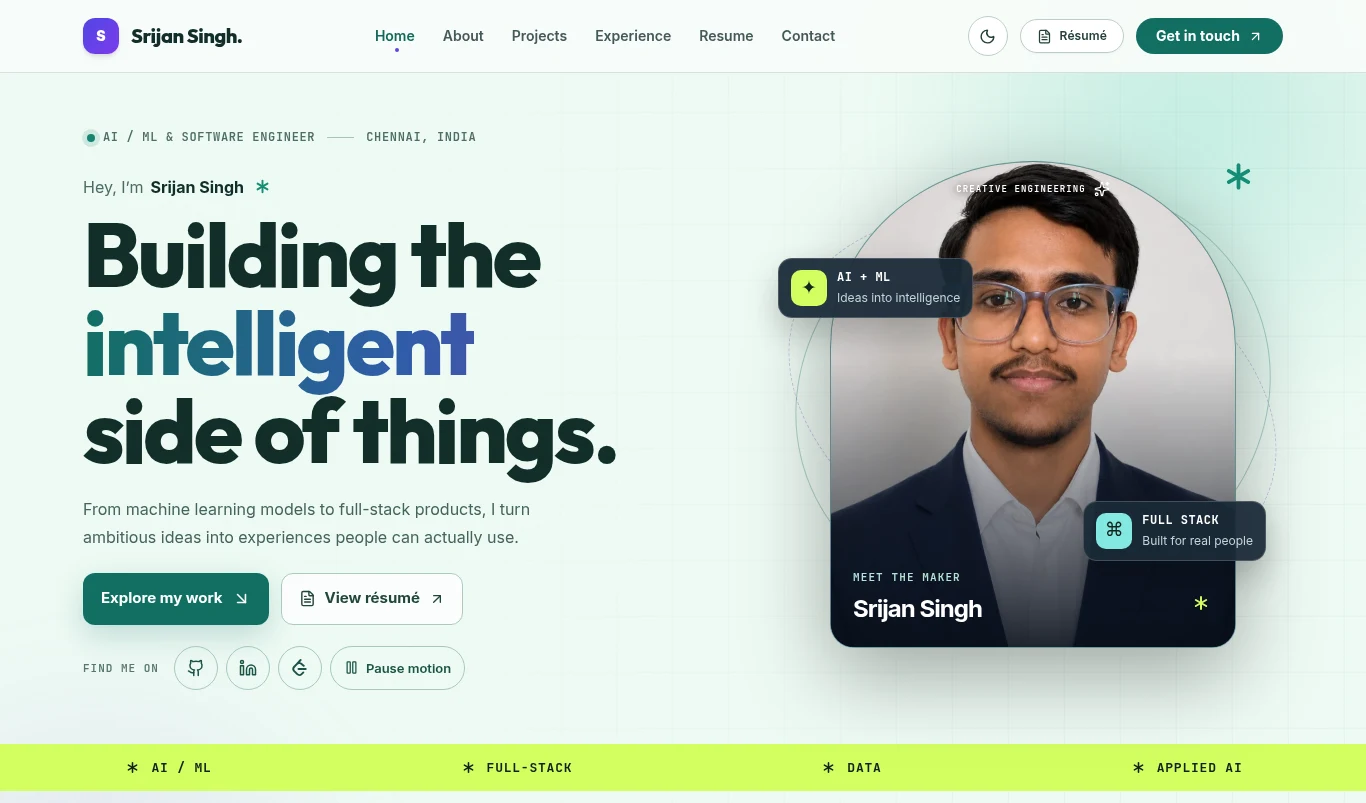 S
Srijan Singh.
Home
About
Projects
Experience
Resume
Contact
Résumé
Get in touch
AI / ML & SOFTWARE ENGINEER
CHENNAI, INDIA
Hey, I'm Srijan Singh
Building the
intelligent
side of things.
From machine learning models to full-stack products, I turn
ambitious ideas into experiences people can actually use.
Explore my work
View résumé
FIND ME ON
Pause motion
CREATIVE ENGINEERING
AI + ML
Ideas into intelligence
FULL STACK
Built for real people
MEET THE MAKER
Srijan Singh
AI / ML
FULL-STACK
DATA
APPLIED AI